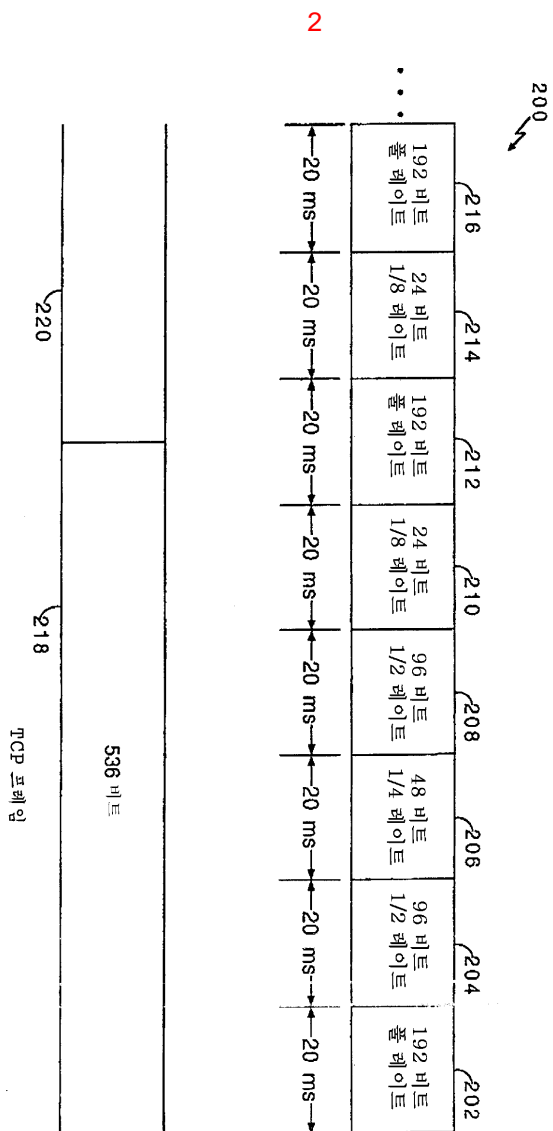 2
200
216
214
212
210
208
206
204
202
192 비트
풀 레이트
24 비트
1/8 레이트
192 비트
풀 레이트
24 비트
1/8 레이트
96 비트
1/2 레이트
48 비트
1/4 레이트
96 비트
1/2 레이트
192 비트
풀 레이트
20 ms
20 ms
20 ms
20 ms
20 ms
20 ms
20 ms
20 ms
536 비트
220
218
TCP 프레임